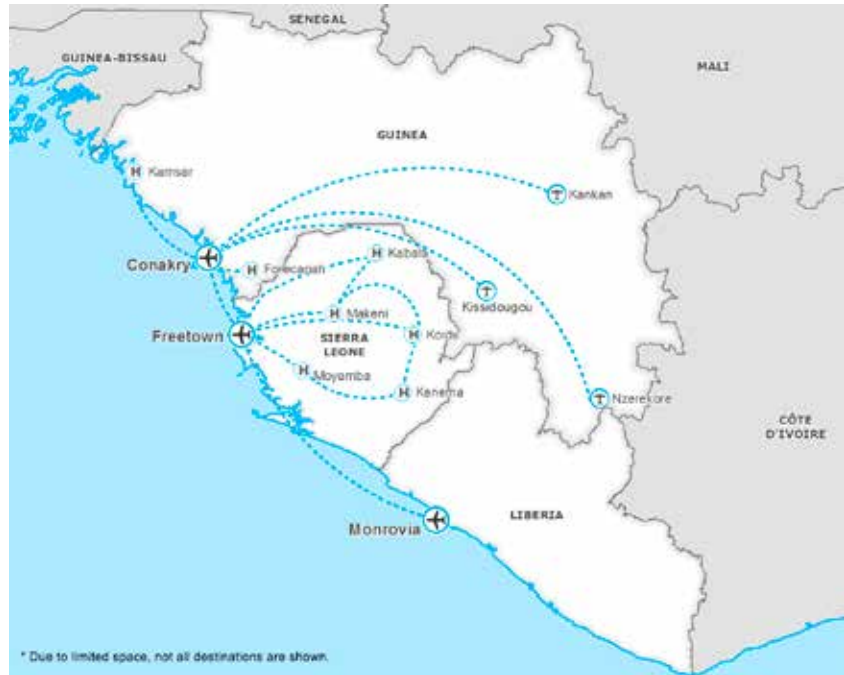 SENEGAL
GUINEA-BISSAU
MALI
GUINEA
H Kamsar
Kankan
Conakry
H Forecariah
H Kabala
Kissidougou
H Makeni
Freetown
SIERRA
LEONE
H Kono
H Moyamba
H Kenema
Nzerekore
CÔTE
D'IVOIRE
LIBERIA
Monrovia
* Due to limited space, not all destinations are shown.